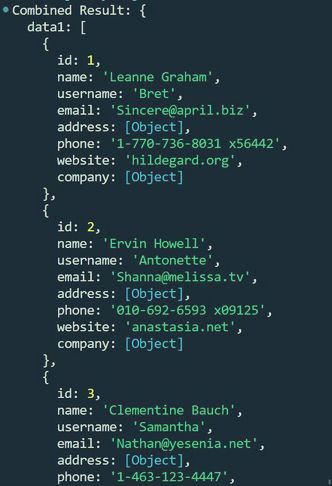 Combined Result: {
data1: [
{
id: 1,
name: 'Leanne Graham',
username: 'Bret',
email: 'Sincere@april.biz',
address: [Object],
phone: '1-770-736-8031 x56442',
website: 'hildegard.org',
company: [Object]
},
{
id: 2,
name: 'Ervin Howell',
username: 'Antonette',
email: 'Shanna@melissa.tv',
address: [Object],
phone: '010-692-6593 x09125',
website: 'anastasia.net',
company: [Object]
},
{
id: 3,
name: 'Clementine Bauch',
username: 'Samantha',
email: 'Nathan@yesenia.net',
address: [Object],
phone: '1-463-123-4447',